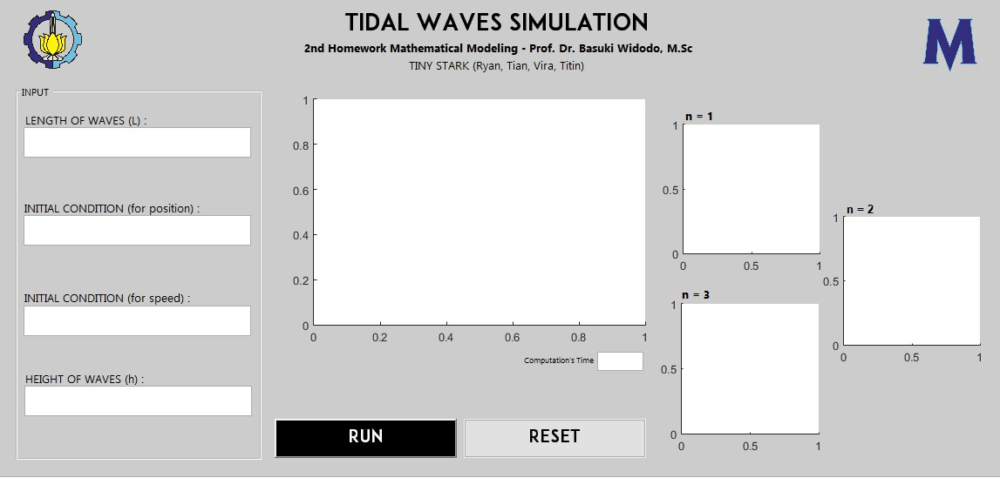 TIDAL WAVES SIMULATION
2nd Homework Mathematical Modeling - Prof. Dr. Basuki Widodo, M.Sc
TINY STARK (Ryan, Tian, Vira, Titin)
M
INPUT
LENGTH OF WAVES (L) :
INITIAL CONDITION (for position) :
INITIAL CONDITION (for speed) :
HEIGHT OF WAVES (h) :
1
0.8
0.6
0.4
0.2
0
0 0.2 0.4 0.6 0.8 1
Computation's Time
RUN
RESET
n = 1
1
0.5
0
0 0.5 1
n = 2
1
0.5
0
0 0.5 1
n = 3
1
0.5
0
0 0.5 1